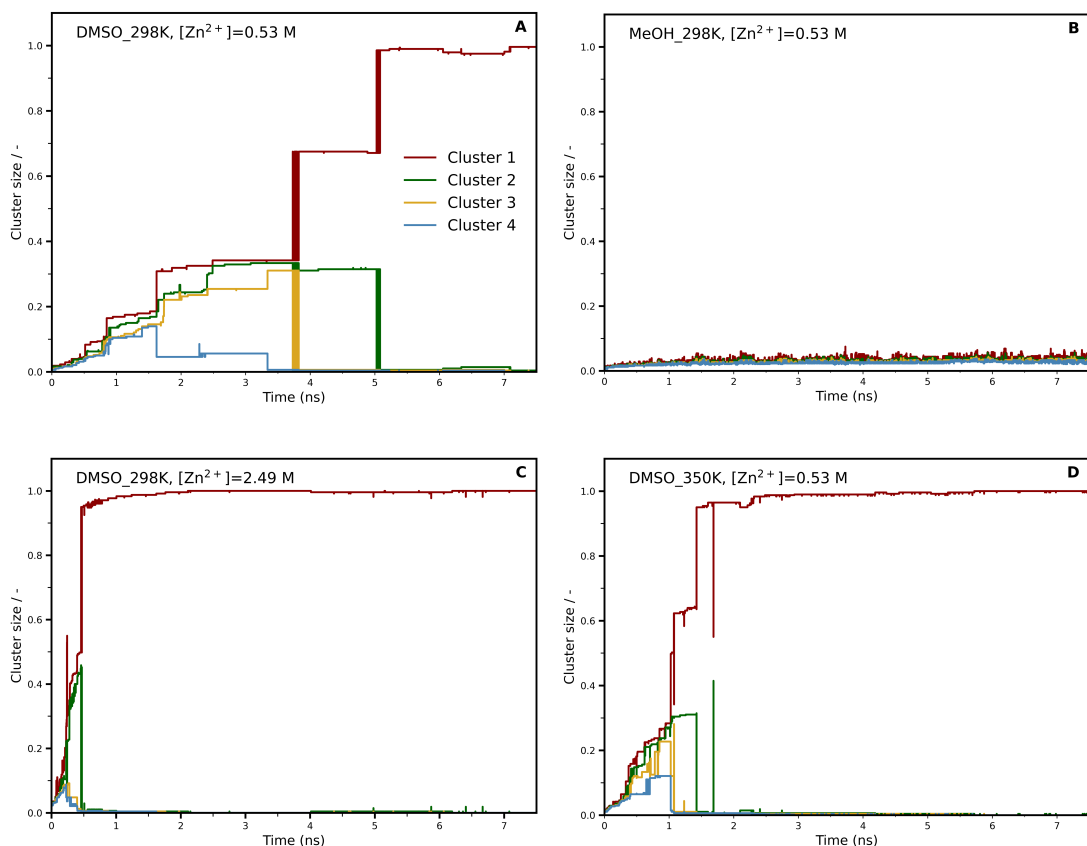 DMSO_298K, [Zn²⁺]=0.53 M
A
Cluster size / -
1.0
0.8
0.6
0.4
0.2
0.0
Cluster 1
Cluster 2
Cluster 3
Cluster 4
0 1 2 3 4 5 6 7
Time (ns)
MeOH_298K, [Zn²⁺]=0.53 M
B
Cluster size / -
1.0
0.8
0.6
0.4
0.2
0.0
0 1 2 3 4 5 6 7
Time (ns)
DMSO_298K, [Zn²⁺]=2.49 M
C
Cluster size / -
1.0
0.8
0.6
0.4
0.2
0.0
0 1 2 3 4 5 6 7
Time (ns)
DMSO_350K, [Zn²⁺]=0.53 M
D
Cluster size / -
1.0
0.8
0.6
0.4
0.2
0.0
0 1 2 3 4 5 6 7
Time (ns)